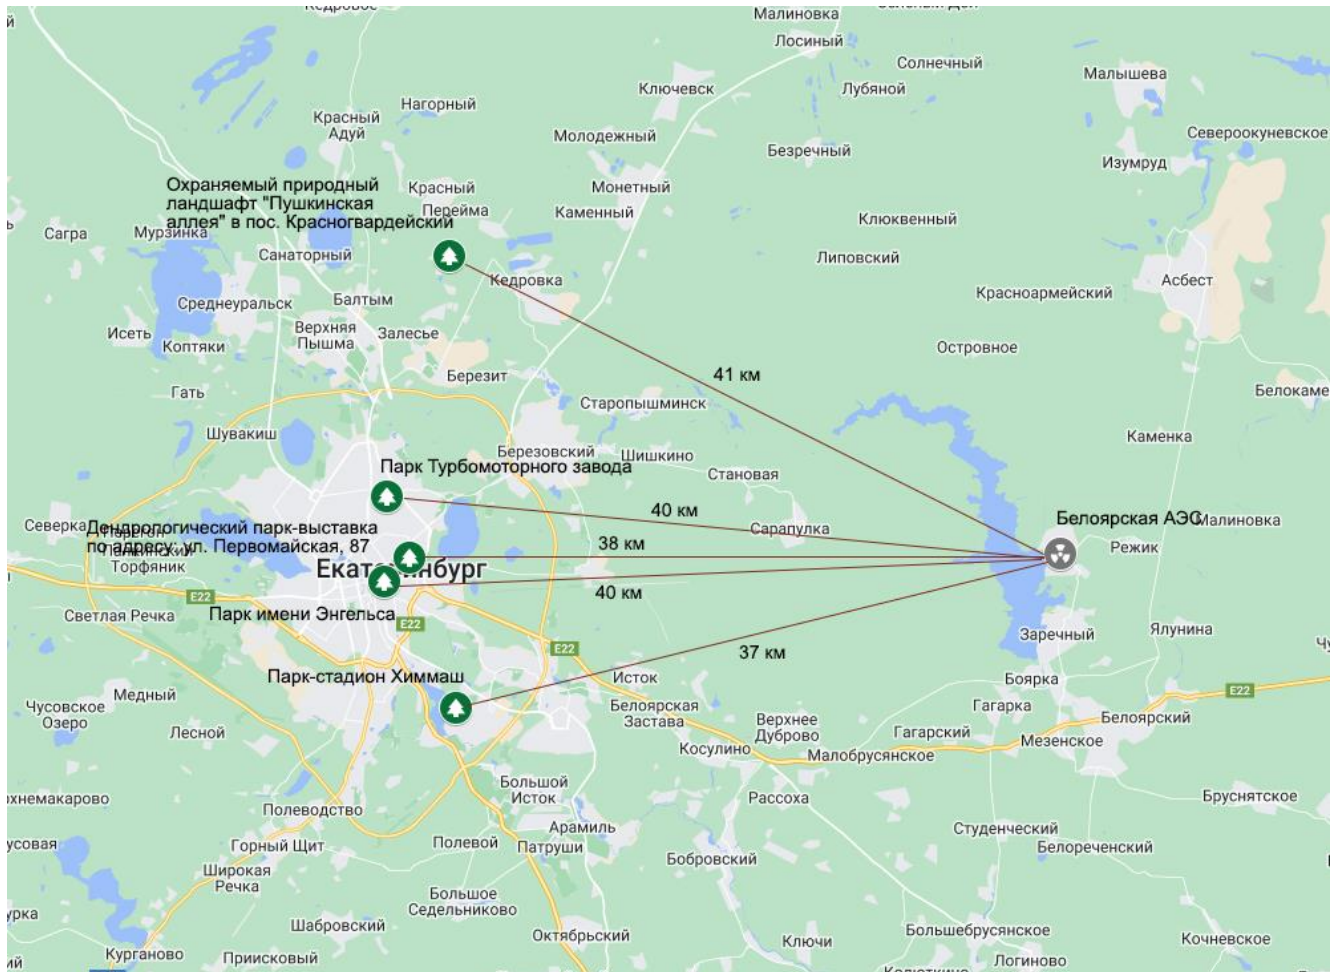 Малиновка
Лосиный
Солнечный
Малышева
Ключевск
Лубяной
Нагорный
Красный
Адуй
Молодежный
Североокуневское
Безречный
Изумруд
Охраняемый природный
ландшафт "Пушкинская
аллея" в пос. Красногвардейский
Красный
Перейма
Монетный
Каменный
Клюквенный
Сагра
Мурзинка
Санаторный
Липовский
Кедровка
Асбест
Красноармейский
Среднеуральск
Балтым
Исеть
Коптяки
Верхняя
Пышма
Залесье
Островное
41 км
Березит
Гать
Белокаме
Старопышминск
Шувакиш
Каменка
Березовский
Шишкино
Становая
Парк Турбомоторного завода
40 км
Северка
Дендрологический парк-выставка
по адресу: ул. Первомайская, 87
Торфяник
Сарапулка
Белоярская АЭС
Малиновка
Режик
38 км
Екатеринбург
40 км
E22
Светлая Речка
Парк имени Энгельса
E22
Заречный
Ялунина
E22
37 км
Парк-стадион Химмаш
Исток
Боярка
E22
Медный
Чусовское
Озеро
Лесной
Белоярская
Застава
Верхнее
Дуброво
Гагарка
Гагарский
Белоярский
Косулино
Малобрусянское
Мезенское
Большой
Исток
Рассоха
Бруснятское
Полеводство
Арамиль
Студенческий
Горный Щит
Полевой
Патруши
Белореченский
Широкая
Речка
Бобровский
Большое
Седельниково
Шабровский
Октябрьский
Ключи
Большебрусянское
Кочневское
Курганово
Приисковый
Логиново